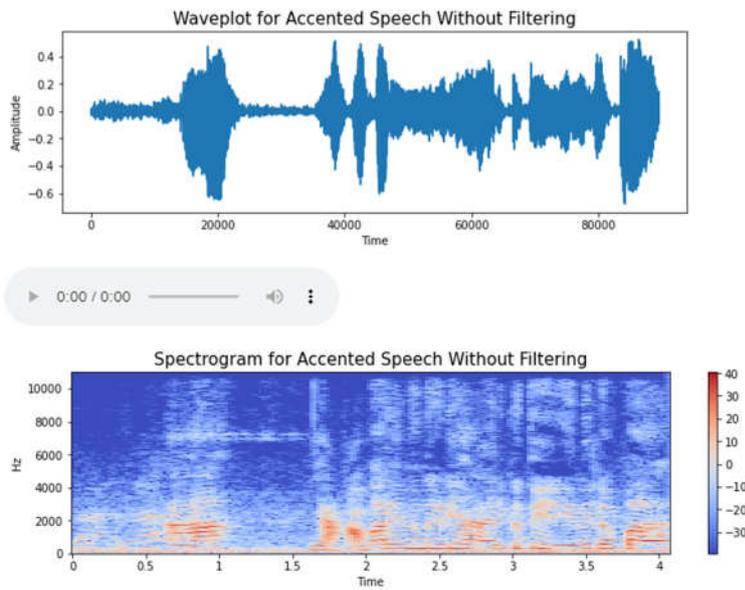 Waveplot for Accented Speech Without Filtering
0.4
0.2
0.0
−0.2
−0.4
−0.6
Amplitude
0 20000 40000 60000 80000
Time
0:00 / 0:00
Spectrogram for Accented Speech Without Filtering
10000
8000
6000
4000
2000
0
Hz
0 0.5 1 1.5 2 2.5 3 3.5 4
Time
40
30
20
10
0
−10
−20
−30